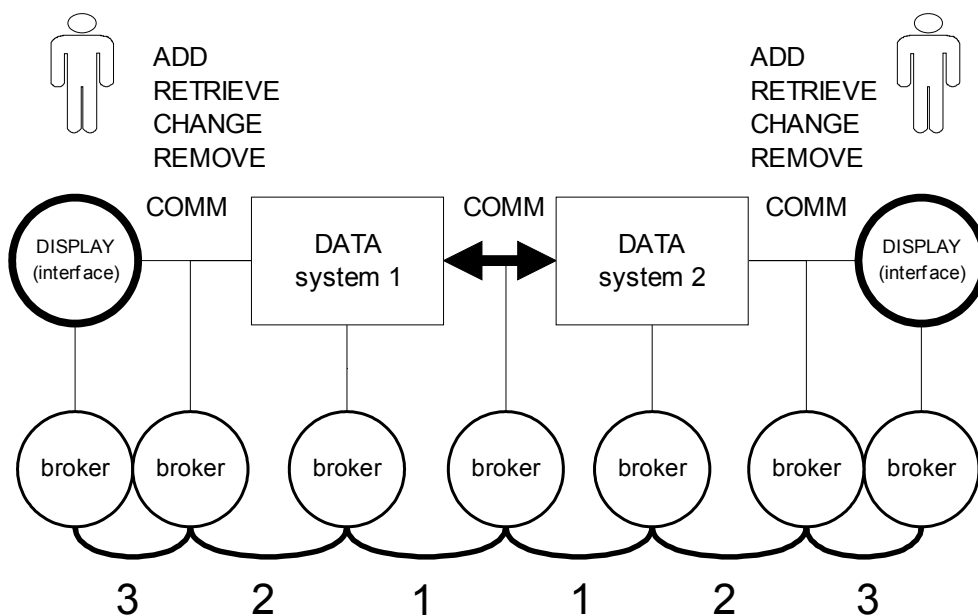 ADD
RETRIEVE
CHANGE
REMOVE
ADD
RETRIEVE
CHANGE
REMOVE
COMM
COMM
COMM
DISPLAY
(interface)
DATA
system 1
DATA
system 2
DISPLAY
(interface)
broker
broker
broker
broker
broker
broker
broker
3
2
1
1
2
3